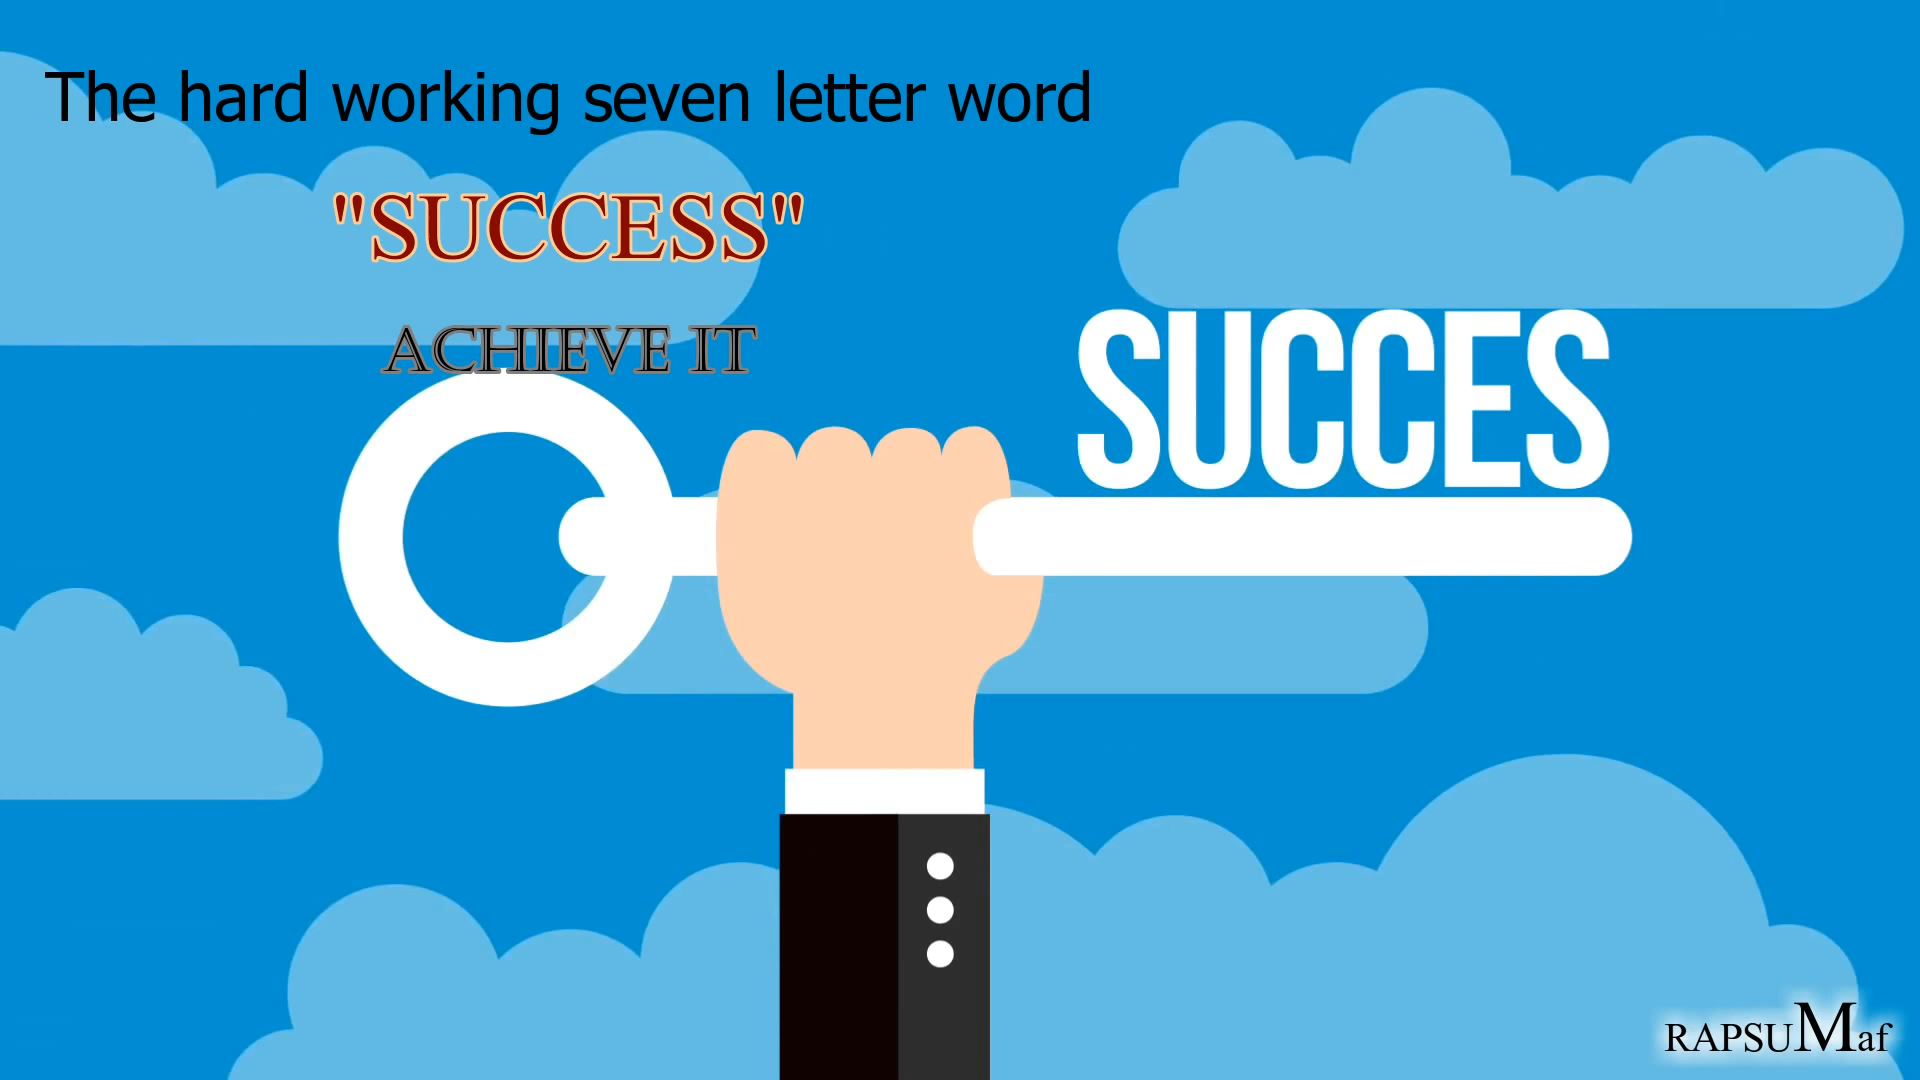 The hard working seven letter word
"SUCCESS"
ACHIEVE IT
SUCCES
RAPSUMaf